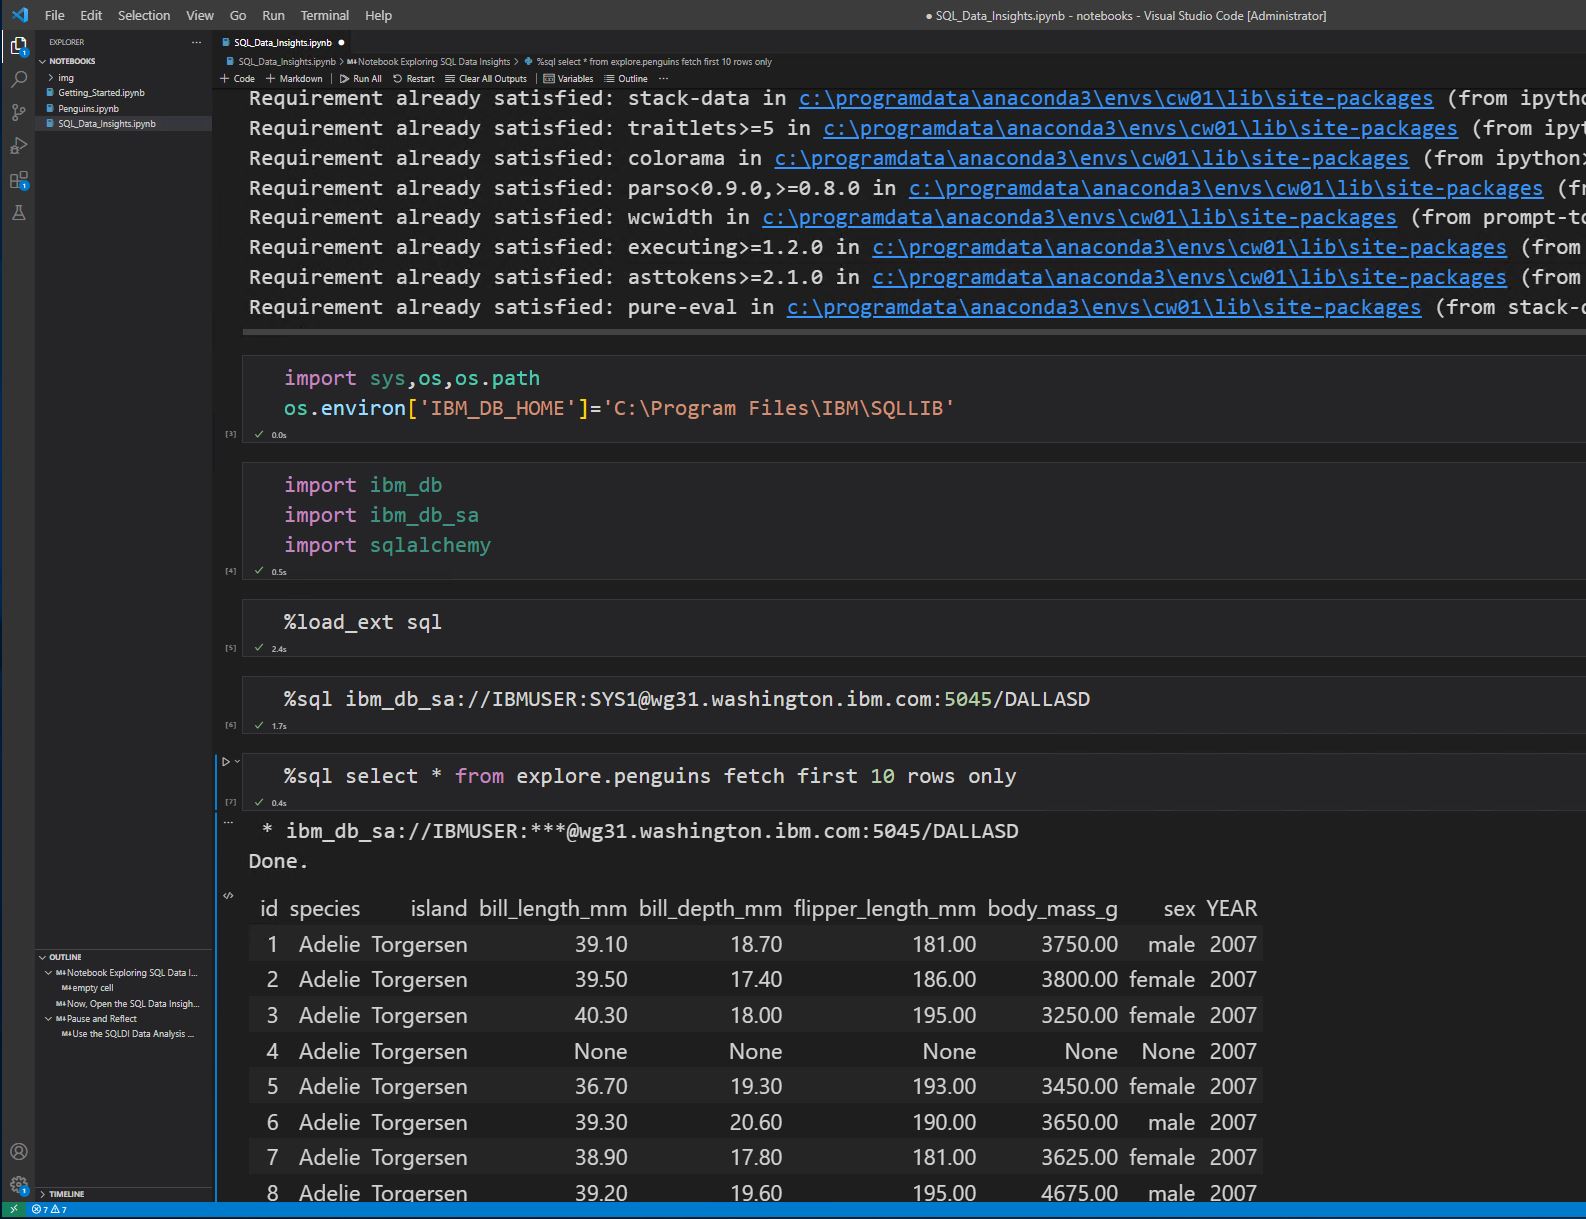 File Edit Selection View Go Run Terminal Help
● SQL_Data_Insights.ipynb - notebooks - Visual Studio Code [Administrator]
EXPLORER ···
NOTEBOOKS
img
Getting_Started.ipynb
Penguins.ipynb
SQL_Data_Insights.ipynb
OUTLINE
M↓Notebook Exploring SQL Data I...
M↓empty cell
M↓Now, Open the SQL Data Insigh...
M↓Pause and Reflect
M↓Use the SQLDI Data Analysis ...
TIMELINE
SQL_Data_Insights.ipynb ●
SQL_Data_Insights.ipynb > M↓Notebook Exploring SQL Data Insights > %sql select * from explore.penguins fetch first 10 rows only
+ Code + Markdown Run All Restart Clear All Outputs Variables Outline ···
Requirement already satisfied: stack-data in c:\programdata\anaconda3\envs\cw01\lib\site-packages (from ipytho
Requirement already satisfied: traitlets>=5 in c:\programdata\anaconda3\envs\cw01\lib\site-packages (from ipyt
Requirement already satisfied: colorama in c:\programdata\anaconda3\envs\cw01\lib\site-packages (from ipython>
Requirement already satisfied: parso<0.9.0,>=0.8.0 in c:\programdata\anaconda3\envs\cw01\lib\site-packages (fr
Requirement already satisfied: wcwidth in c:\programdata\anaconda3\envs\cw01\lib\site-packages (from prompt-to
Requirement already satisfied: executing>=1.2.0 in c:\programdata\anaconda3\envs\cw01\lib\site-packages (from
Requirement already satisfied: asttokens>=2.1.0 in c:\programdata\anaconda3\envs\cw01\lib\site-packages (from
Requirement already satisfied: pure-eval in c:\programdata\anaconda3\envs\cw01\lib\site-packages (from stack-d
import sys,os,os.path
os.environ['IBM_DB_HOME']='C:\Program Files\IBM\SQLLIB'
[3] ✓ 0.0s
import ibm_db
import ibm_db_sa
import sqlalchemy
[4] ✓ 0.5s
%load_ext sql
[5] ✓ 2.4s
%sql ibm_db_sa://IBMUSER:SYS1@wg31.washington.ibm.com:5045/DALLASD
[6] ✓ 1.7s
%sql select * from explore.penguins fetch first 10 rows only
[7] ✓ 0.4s
* ibm_db_sa://IBMUSER:***@wg31.washington.ibm.com:5045/DALLASD
Done.
id species island bill_length_mm bill_depth_mm flipper_length_mm body_mass_g sex YEAR
1 Adelie Torgersen 39.10 18.70 181.00 3750.00 male 2007
2 Adelie Torgersen 39.50 17.40 186.00 3800.00 female 2007
3 Adelie Torgersen 40.30 18.00 195.00 3250.00 female 2007
4 Adelie Torgersen None None None None None 2007
5 Adelie Torgersen 36.70 19.30 193.00 3450.00 female 2007
6 Adelie Torgersen 39.30 20.60 190.00 3650.00 male 2007
7 Adelie Torgersen 38.90 17.80 181.00 3625.00 female 2007
8 Adelie Torgersen 39.20 19.60 195.00 4675.00 male 2007
7 7